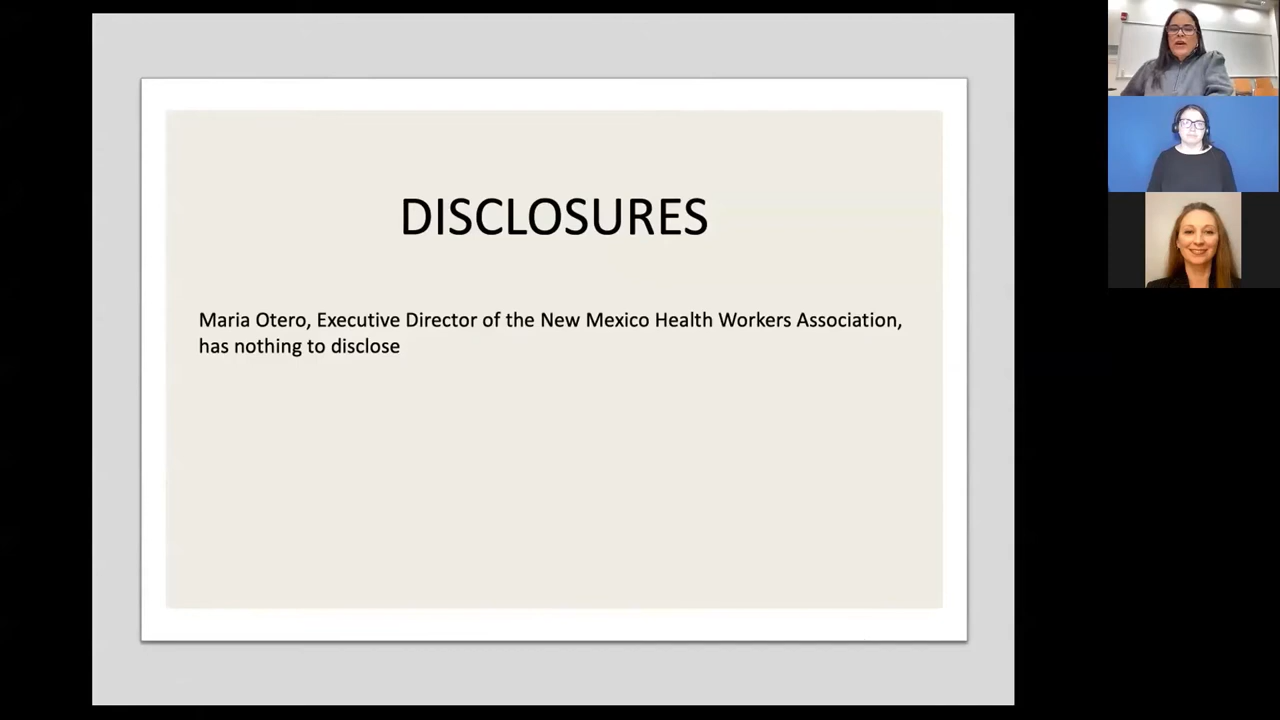 DISCLOSURES
Maria Otero, Executive Director of the New Mexico Health Workers Association,
has nothing to disclose